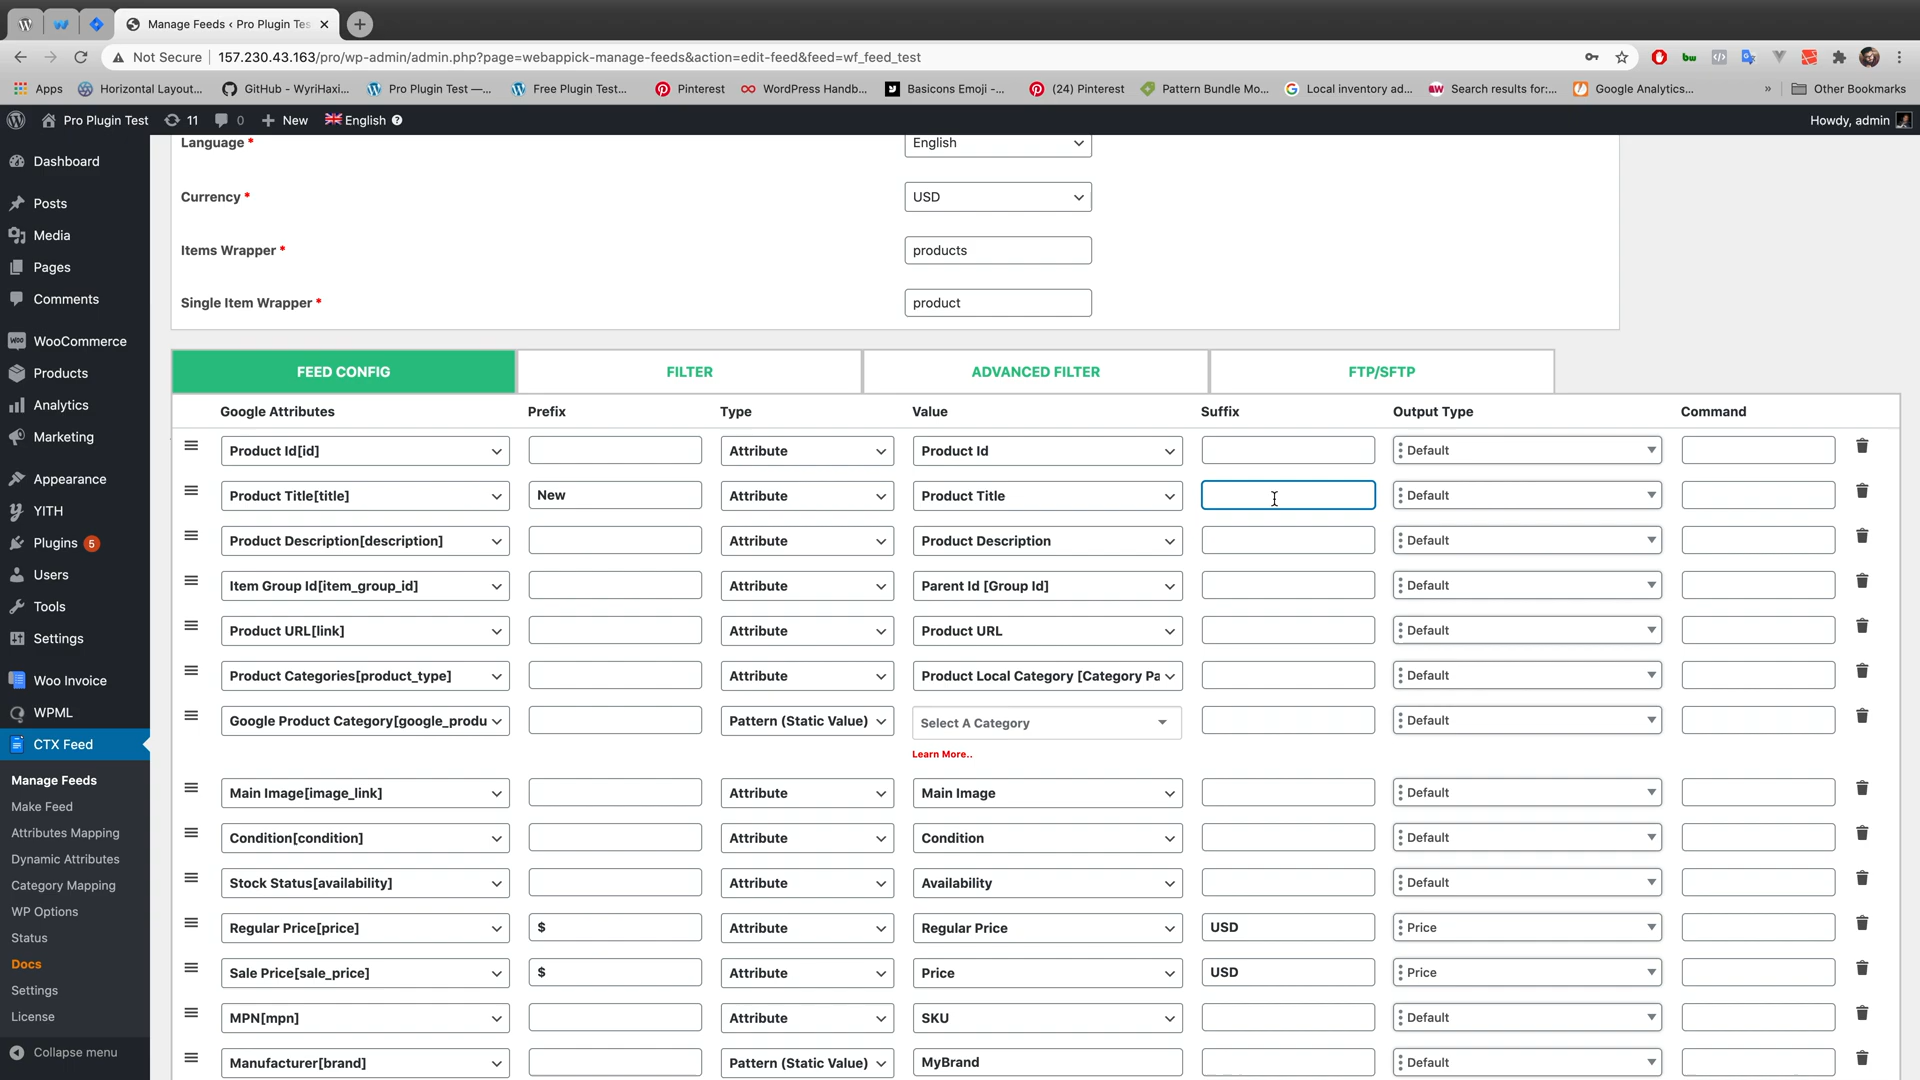 Manage Feeds ‹ Pro Plugin Tes
Not Secure
157.230.43.163/pro/wp-admin/admin.php?page=webappick-manage-feeds&action=edit-feed&feed=wf_feed_test
Apps
Horizontal Layout...
GitHub - WyriHaxi...
Pro Plugin Test —...
Free Plugin Test...
Pinterest
WordPress Handb...
Basicons Emoji -...
(24) Pinterest
Pattern Bundle Mo...
Local inventory ad...
Search results for:...
Google Analytics...
»
Other Bookmarks
Pro Plugin Test
11
0
New
English
Howdy, admin
Dashboard
Posts
Media
Pages
Comments
WooCommerce
Products
Analytics
Marketing
Appearance
YITH
Plugins 5
Users
Tools
Settings
Woo Invoice
WPML
CTX Feed
Manage Feeds
Make Feed
Attributes Mapping
Dynamic Attributes
Category Mapping
WP Options
Status
Docs
Settings
License
Collapse menu
Language * English
Currency * USD
Items Wrapper * products
Single Item Wrapper * product
FEED CONFIG FILTER ADVANCED FILTER FTP/SFTP
Google Attributes Prefix Type Value Suffix Output Type Command
Product Id[id] Attribute Product Id Default
Product Title[title] New Attribute Product Title Default
Product Description[description] Attribute Product Description Default
Item Group Id[item_group_id] Attribute Parent Id [Group Id] Default
Product URL[link] Attribute Product URL Default
Product Categories[product_type] Attribute Product Local Category [Category Pa Default
Google Product Category[google_produ Pattern (Static Value) Select A Category Default
Learn More..
Main Image[image_link] Attribute Main Image Default
Condition[condition] Attribute Condition Default
Stock Status[availability] Attribute Availability Default
Regular Price[price] $ Attribute Regular Price USD Price
Sale Price[sale_price] $ Attribute Price USD Price
MPN[mpn] Attribute SKU Default
Manufacturer[brand] Pattern (Static Value) MyBrand Default